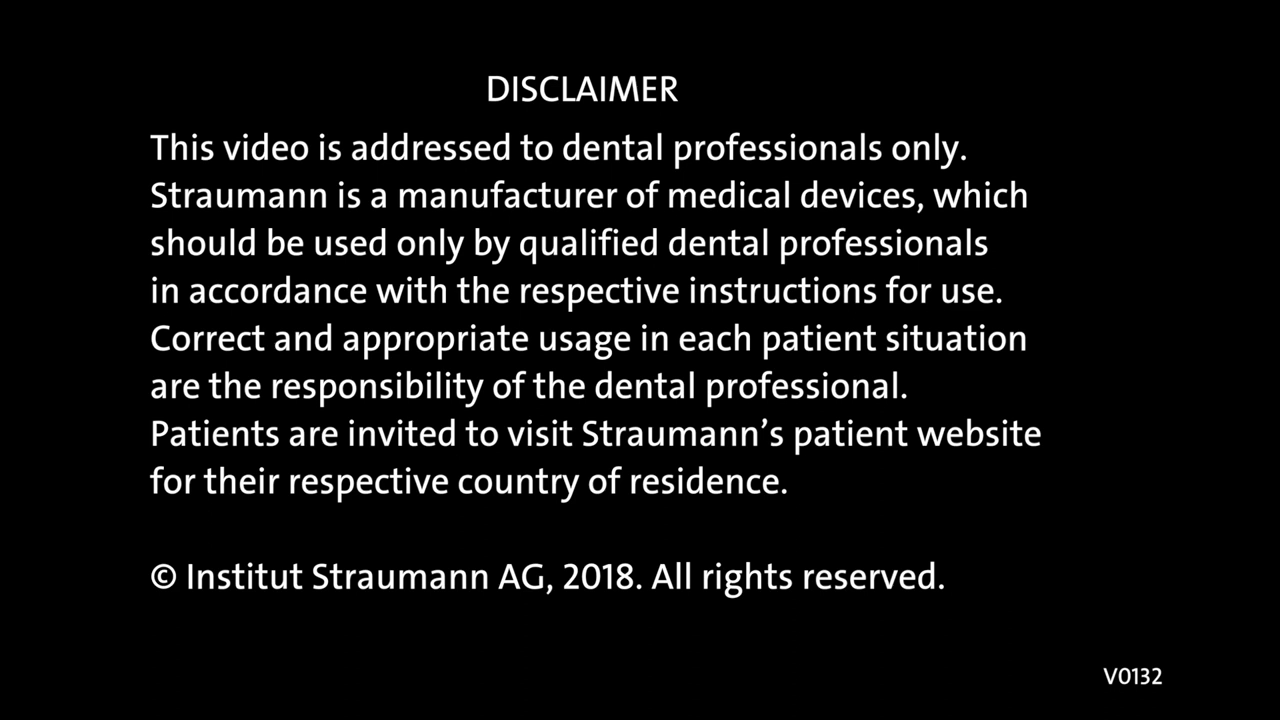 DISCLAIMER
This video is addressed to dental professionals only.
Straumann is a manufacturer of medical devices, which
should be used only by qualified dental professionals
in accordance with the respective instructions for use.
Correct and appropriate usage in each patient situation
are the responsibility of the dental professional.
Patients are invited to visit Straumann’s patient website
for their respective country of residence.
© Institut Straumann AG, 2018. All rights reserved.
V0132